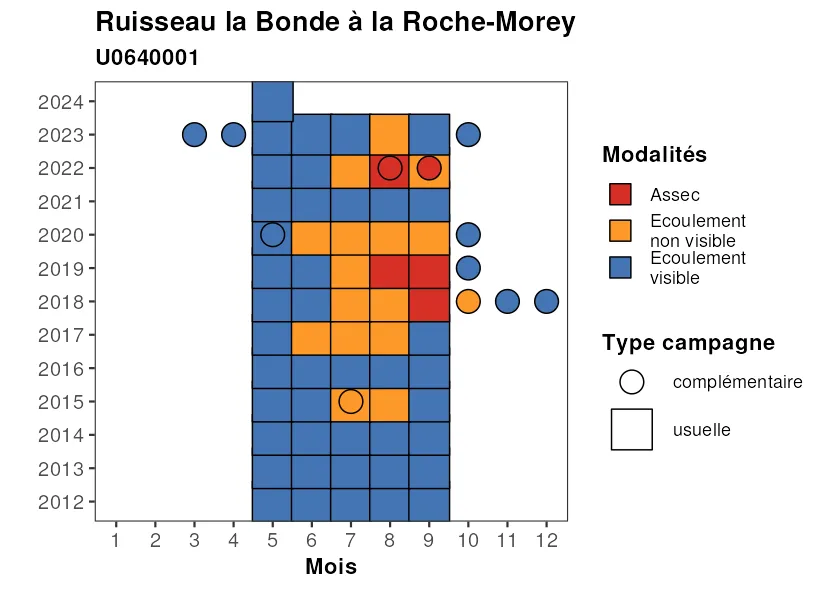 Ruisseau la Bonde à la Roche-Morey
U0640001
2024
2023
2022
2021
2020
2019
2018
2017
2016
2015
2014
2013
2012
1 2 3 4 5 6 7 8 9 10 11 12
Mois
Modalités
Assec
Ecoulement
non visible
Ecoulement
visible
Type campagne
complémentaire
usuelle